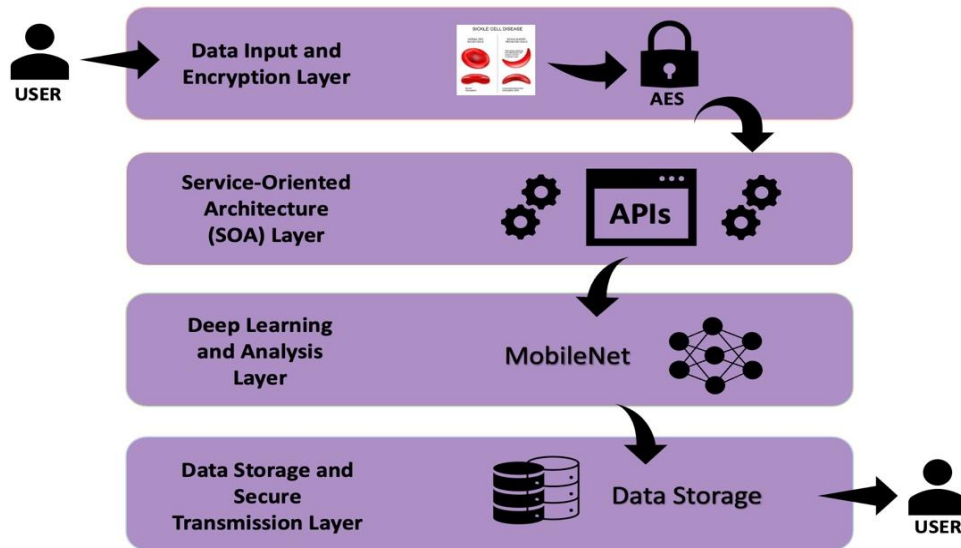 USER
Data Input and
Encryption Layer
SICKLE CELL DISEASE
AES
Service-Oriented
Architecture
(SOA) Layer
APIs
Deep Learning
and Analysis
Layer
MobileNet
Data Storage and
Secure
Transmission Layer
Data Storage
USER